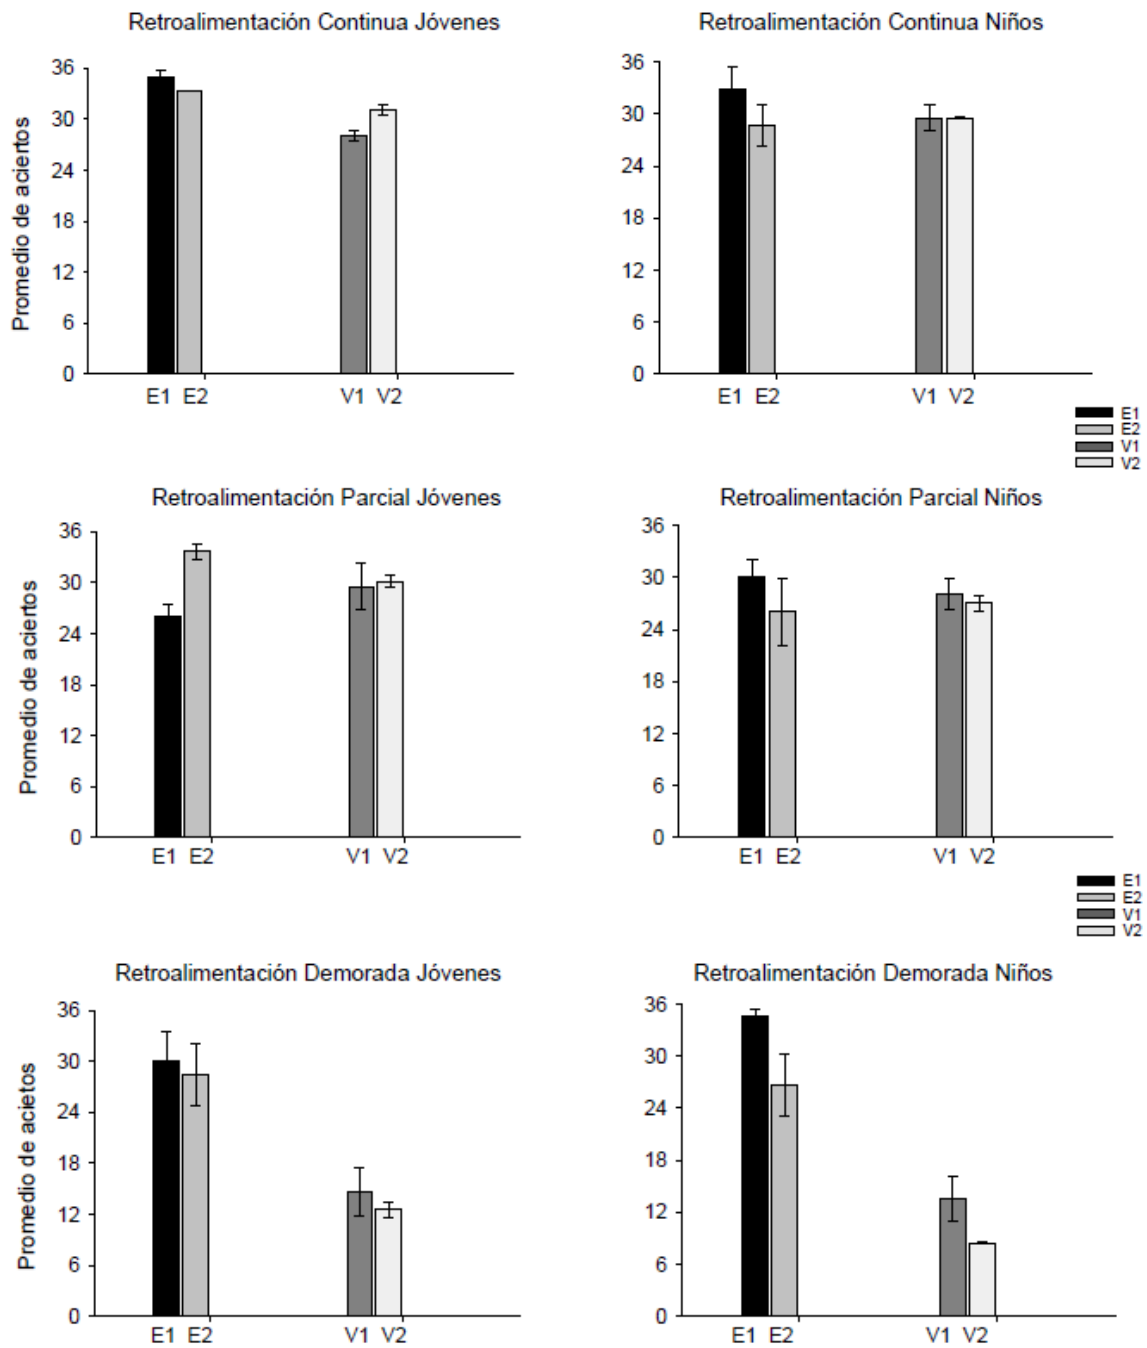 Retroalimentación Continua Jóvenes
Promedio de aciertos
36
30
24
18
12
6
0
E1 E2
V1 V2
Retroalimentación Continua Niños
36
30
24
18
12
6
0
E1 E2
V1 V2
E1
E2
V1
V2
Retroalimentación Parcial Jóvenes
Promedio de aciertos
36
30
24
18
12
6
0
E1 E2
V1 V2
Retroalimentación Parcial Niños
36
30
24
18
12
6
0
E1 E2
V1 V2
E1
E2
V1
V2
Retroalimentación Demorada Jóvenes
Promedio de acietos
36
30
24
18
12
6
0
E1 E2
V1 V2
Retroalimentación Demorada Niños
36
30
24
18
12
6
0
E1 E2
V1 V2